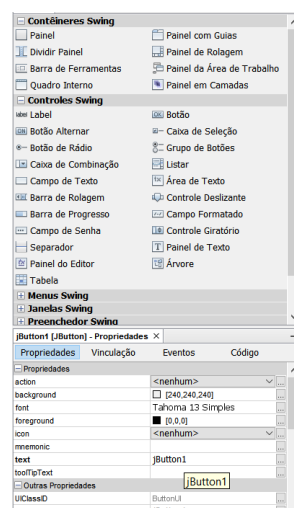 Contêineres Swing
Painel Painel com Guias
Dividir Painel Painel de Rolagem
Barra de Ferramentas Painel da Área de Trabalho
Quadro Interno Painel em Camadas
Controles Swing
label Label OK Botão
Botão Alternar Caixa de Seleção
Botão de Rádio Grupo de Botões
Caixa de Combinação Listar
Campo de Texto Área de Texto
Barra de Rolagem Controle Deslizante
Barra de Progresso Campo Formatado
Campo de Senha Controle Giratório
Separador Painel de Texto
Painel do Editor Árvore
Tabela
Menus Swing
Janelas Swing
Preenchedor Swing
jButton1 [JButton] - Propriedades ×
Propriedades Vinculação Eventos Código
Propriedades
action <nenhum>
background [240,240,240]
font Tahoma 13 Simples
foreground [0,0,0]
icon <nenhum>
mnemonic
text jButton1
toolTipText
jButton1
Outras Propriedades
UIClassID ButtonUI